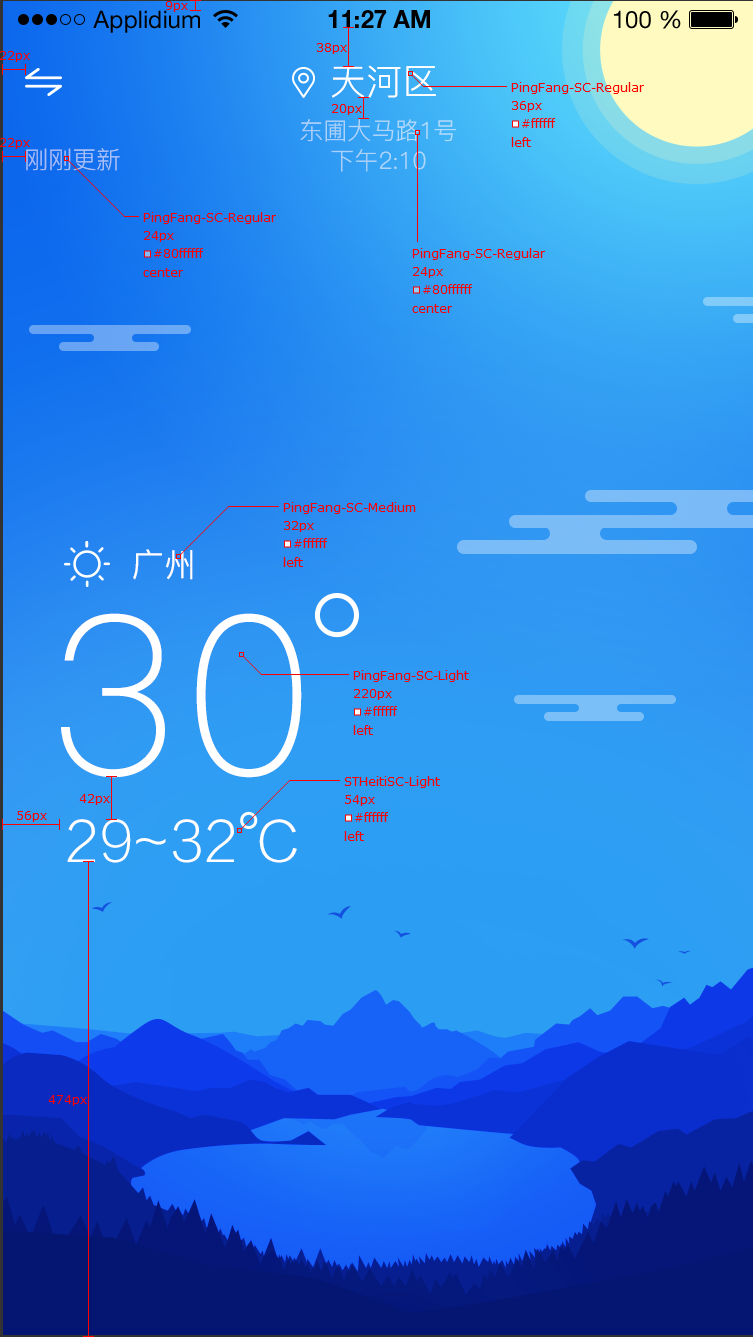 9px
Applidium 11:27 AM 100 %
38px
22px
天河区
PingFang-SC-Regular
36px
#ffffff
left
20px
东圃大马路1号
下午2:10
22px
刚刚更新
PingFang-SC-Regular
24px
#80ffffff
center
PingFang-SC-Regular
24px
#80ffffff
center
PingFang-SC-Medium
32px
#ffffff
left
广州
30°
PingFang-SC-Light
220px
#ffffff
left
STHeitiSC-Light
54px
#ffffff
left
42px
56px
29~32℃
474px